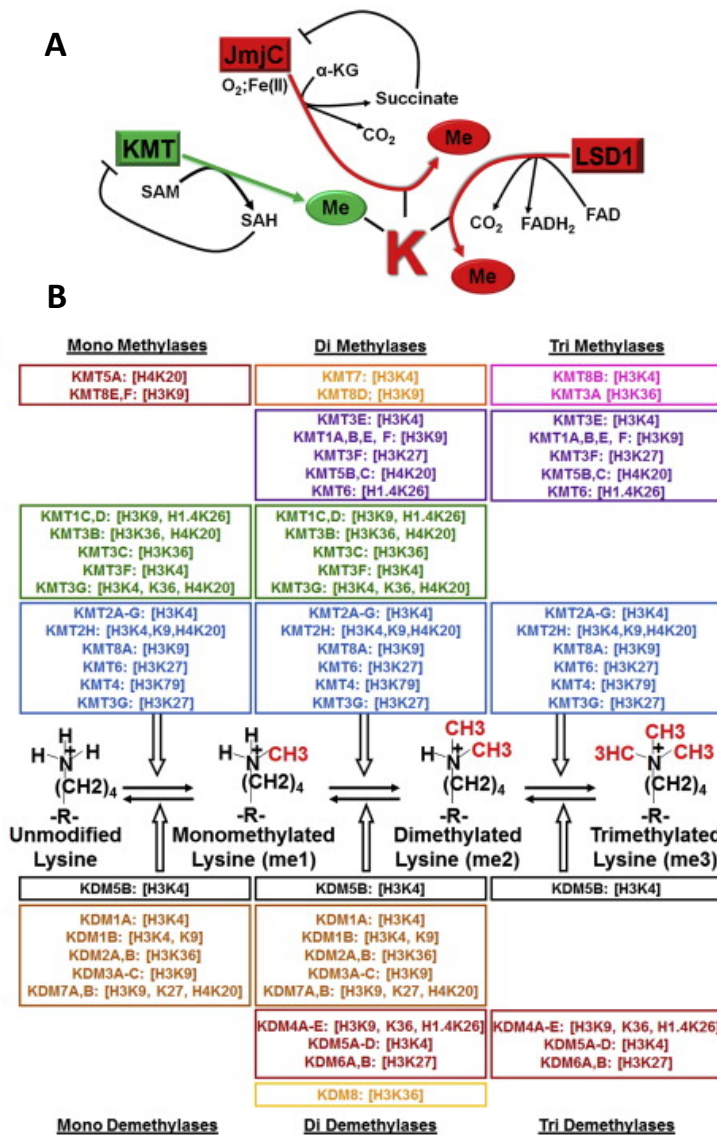 A
JmjC
O2;Fe(II)
α-KG
Succinate
CO2
Me
KMT
SAM
SAH
Me
K
LSD1
CO2
FADH2
FAD
Me
B
Mono Methylases
Di Methylases
Tri Methylases
KMT5A: [H4K20]
KMT8E,F: [H3K9]
KMT7: [H3K4]
KMT8D; [H3K9]
KMT8B: [H3K4]
KMT3A [H3K36]
KMT3E: [H3K4]
KMT1A,B,E, F: [H3K9]
KMT3F: [H3K27]
KMT5B,C: [H4K20]
KMT6: [H1.4K26]
KMT3E: [H3K4]
KMT1A,B,E, F: [H3K9]
KMT3F: [H3K27]
KMT5B,C: [H4K20]
KMT6: [H1.4K26]
KMT1C,D: [H3K9, H1.4K26]
KMT3B: [H3K36, H4K20]
KMT3C: [H3K36]
KMT3F: [H3K4]
KMT3G: [H3K4, K36, H4K20]
KMT1C,D: [H3K9, H1.4K26]
KMT3B: [H3K36, H4K20]
KMT3C: [H3K36]
KMT3F: [H3K4]
KMT3G: [H3K4, K36, H4K20]
KMT2A-G: [H3K4]
KMT2H: [H3K4,K9,H4K20]
KMT8A: [H3K9]
KMT6: [H3K27]
KMT4: [H3K79]
KMT3G: [H3K27]
KMT2A-G: [H3K4]
KMT2H: [H3K4,K9,H4K20]
KMT8A: [H3K9]
KMT6: [H3K27]
KMT4: [H3K79]
KMT3G: [H3K27]
KMT2A-G: [H3K4]
KMT2H: [H3K4,K9,H4K20]
KMT8A: [H3K9]
KMT6: [H3K27]
KMT4: [H3K79]
KMT3G: [H3K27]
H
H + H
N
(CH2)4
-R-
Unmodified
Lysine
H
H + CH3
N
(CH2)4
-R-
Monomethylated
Lysine (me1)
CH3
H + CH3
N
(CH2)4
-R-
Dimethylated
Lysine (me2)
CH3
3HC + CH3
N
(CH2)4
-R-
Trimethylated
Lysine (me3)
KDM5B: [H3K4]
KDM5B: [H3K4]
KDM5B: [H3K4]
KDM1A: [H3K4]
KDM1B: [H3K4, K9]
KDM2A,B: [H3K36]
KDM3A-C: [H3K9]
KDM7A,B: [H3K9, K27, H4K20]
KDM1A: [H3K4]
KDM1B: [H3K4, K9]
KDM2A,B: [H3K36]
KDM3A-C: [H3K9]
KDM7A,B: [H3K9, K27, H4K20]
KDM4A-E: [H3K9, K36, H1.4K26]
KDM5A-D: [H3K4]
KDM6A,B: [H3K27]
KDM4A-E: [H3K9, K36, H1.4K26]
KDM5A-D: [H3K4]
KDM6A,B: [H3K27]
KDM8: [H3K36]
Mono Demethylases
Di Demethylases
Tri Demethylases